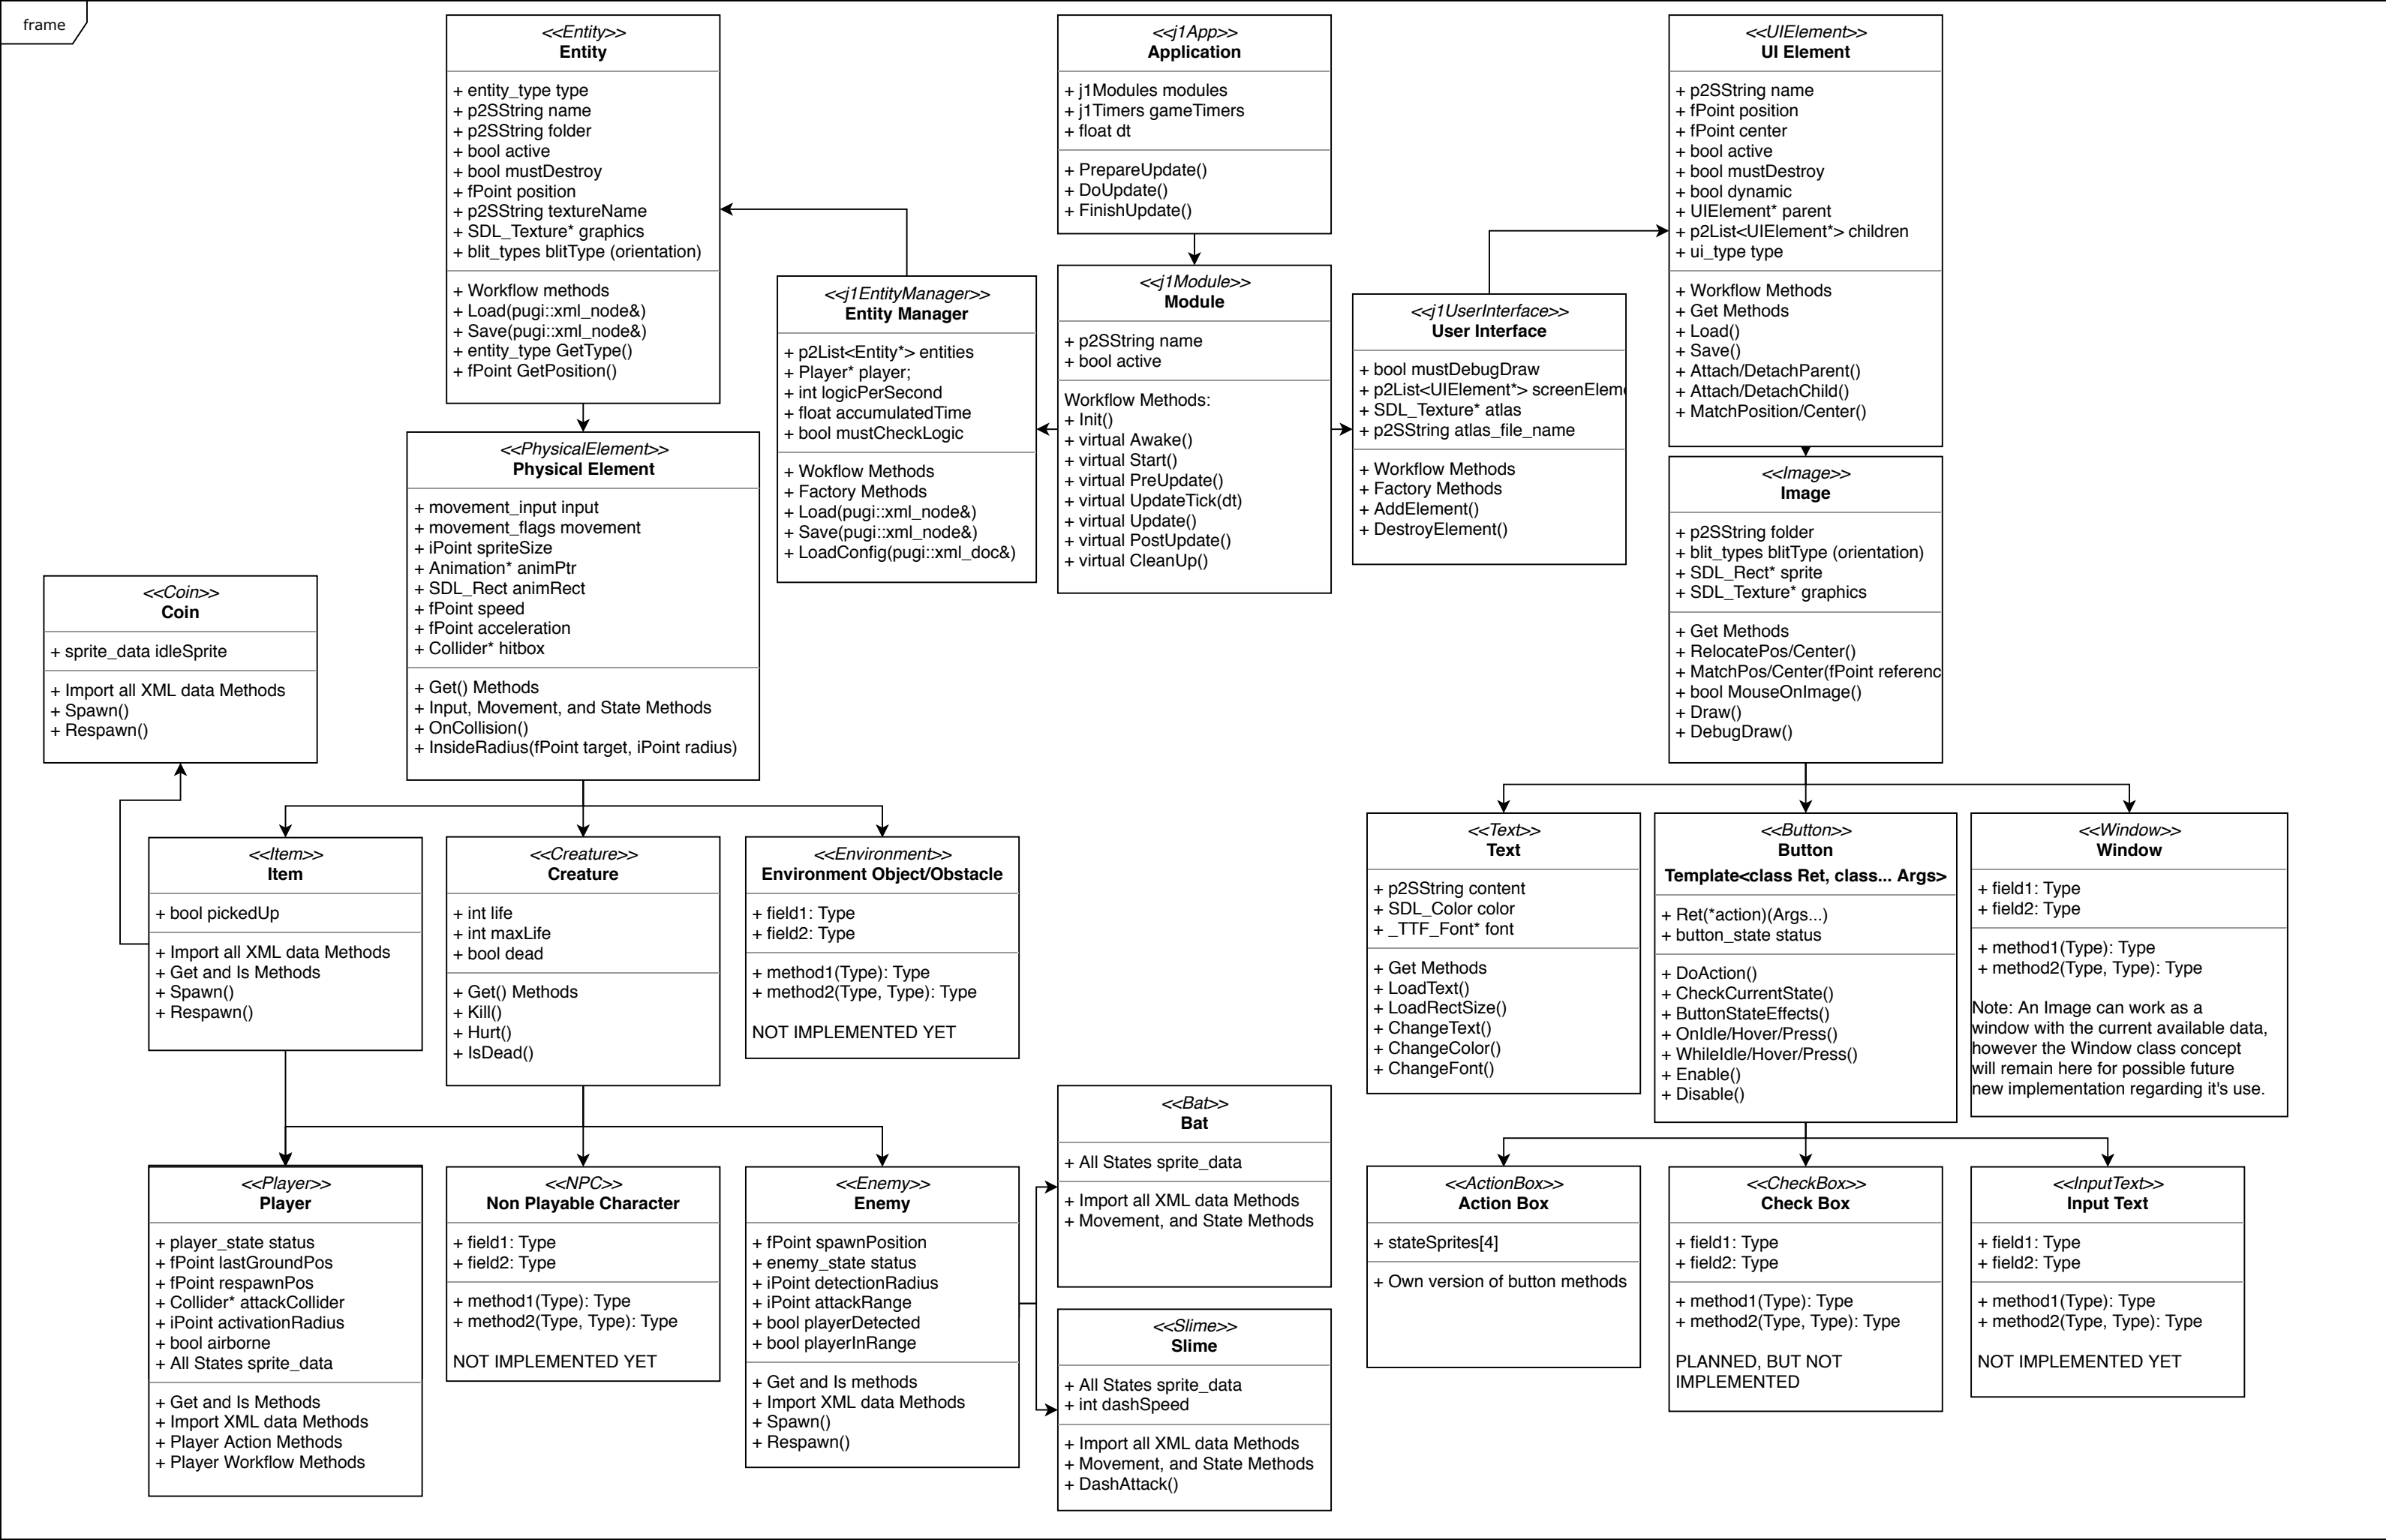 frame
<<Entity>>
Entity
+ entity_type type
+ p2SString name
+ p2SString folder
+ bool active
+ bool mustDestroy
+ fPoint position
+ p2SString textureName
+ SDL_Texture* graphics
+ blit_types blitType (orientation)
+ Workflow methods
+ Load(pugi::xml_node&)
+ Save(pugi::xml_node&)
+ entity_type GetType()
+ fPoint GetPosition()
<<j1App>>
Application
+ j1Modules modules
+ j1Timers gameTimers
+ float dt
+ PrepareUpdate()
+ DoUpdate()
+ FinishUpdate()
<<UIElement>>
UI Element
+ p2SString name
+ fPoint position
+ fPoint center
+ bool active
+ bool mustDestroy
+ bool dynamic
+ UIElement* parent
+ p2List<UIElement*> children
+ ui_type type
+ Workflow Methods
+ Get Methods
+ Load()
+ Save()
+ Attach/DetachParent()
+ Attach/DetachChild()
+ MatchPosition/Center()
<<j1EntityManager>>
Entity Manager
+ p2List<Entity*> entities
+ Player* player;
+ int logicPerSecond
+ float accumulatedTime
+ bool mustCheckLogic
+ Wokflow Methods
+ Factory Methods
+ Load(pugi::xml_node&)
+ Save(pugi::xml_node&)
+ LoadConfig(pugi::xml_doc&)
<<j1Module>>
Module
+ p2SString name
+ bool active
Workflow Methods:
+ Init()
+ virtual Awake()
+ virtual Start()
+ virtual PreUpdate()
+ virtual UpdateTick(dt)
+ virtual Update()
+ virtual PostUpdate()
+ virtual CleanUp()
<<j1UserInterface>>
User Interface
+ bool mustDebugDraw
+ p2List<UIElement*> screenElem
+ SDL_Texture* atlas
+ p2SString atlas_file_name
+ Workflow Methods
+ Factory Methods
+ AddElement()
+ DestroyElement()
<<PhysicalElement>>
Physical Element
+ movement_input input
+ movement_flags movement
+ iPoint spriteSize
+ Animation* animPtr
+ SDL_Rect animRect
+ fPoint speed
+ fPoint acceleration
+ Collider* hitbox
+ Get() Methods
+ Input, Movement, and State Methods
+ OnCollision()
+ InsideRadius(fPoint target, iPoint radius)
<<Image>>
Image
+ p2SString folder
+ blit_types blitType (orientation)
+ SDL_Rect* sprite
+ SDL_Texture* graphics
+ Get Methods
+ RelocatePos/Center()
+ MatchPos/Center(fPoint referenc
+ bool MouseOnImage()
+ Draw()
+ DebugDraw()
<<Coin>>
Coin
+ sprite_data idleSprite
+ Import all XML data Methods
+ Spawn()
+ Respawn()
<<Item>>
Item
+ bool pickedUp
+ Import all XML data Methods
+ Get and Is Methods
+ Spawn()
+ Respawn()
<<Creature>>
Creature
+ int life
+ int maxLife
+ bool dead
+ Get() Methods
+ Kill()
+ Hurt()
+ IsDead()
<<Environment>>
Environment Object/Obstacle
+ field1: Type
+ field2: Type
+ method1(Type): Type
+ method2(Type, Type): Type
NOT IMPLEMENTED YET
<<Text>>
Text
+ p2SString content
+ SDL_Color color
+ _TTF_Font* font
+ Get Methods
+ LoadText()
+ LoadRectSize()
+ ChangeText()
+ ChangeColor()
+ ChangeFont()
<<Button>>
Button
Template<class Ret, class... Args>
+ Ret(*action)(Args...)
+ button_state status
+ DoAction()
+ CheckCurrentState()
+ ButtonStateEffects()
+ OnIdle/Hover/Press()
+ WhileIdle/Hover/Press()
+ Enable()
+ Disable()
<<Window>>
Window
+ field1: Type
+ field2: Type
+ method1(Type): Type
+ method2(Type, Type): Type
Note: An Image can work as a
window with the current available data,
however the Window class concept
will remain here for possible future
new implementation regarding it's use.
<<Player>>
Player
+ player_state status
+ fPoint lastGroundPos
+ fPoint respawnPos
+ Collider* attackCollider
+ iPoint activationRadius
+ bool airborne
+ All States sprite_data
+ Get and Is Methods
+ Import XML data Methods
+ Player Action Methods
+ Player Workflow Methods
<<NPC>>
Non Playable Character
+ field1: Type
+ field2: Type
+ method1(Type): Type
+ method2(Type, Type): Type
NOT IMPLEMENTED YET
<<Enemy>>
Enemy
+ fPoint spawnPosition
+ enemy_state status
+ iPoint detectionRadius
+ iPoint attackRange
+ bool playerDetected
+ bool playerInRange
+ Get and Is methods
+ Import XML data Methods
+ Spawn()
+ Respawn()
<<Bat>>
Bat
+ All States sprite_data
+ Import all XML data Methods
+ Movement, and State Methods
<<Slime>>
Slime
+ All States sprite_data
+ int dashSpeed
+ Import all XML data Methods
+ Movement, and State Methods
+ DashAttack()
<<ActionBox>>
Action Box
+ stateSprites[4]
+ Own version of button methods
<<CheckBox>>
Check Box
+ field1: Type
+ field2: Type
+ method1(Type): Type
+ method2(Type, Type): Type
PLANNED, BUT NOT
IMPLEMENTED
<<InputText>>
Input Text
+ field1: Type
+ field2: Type
+ method1(Type): Type
+ method2(Type, Type): Type
NOT IMPLEMENTED YET